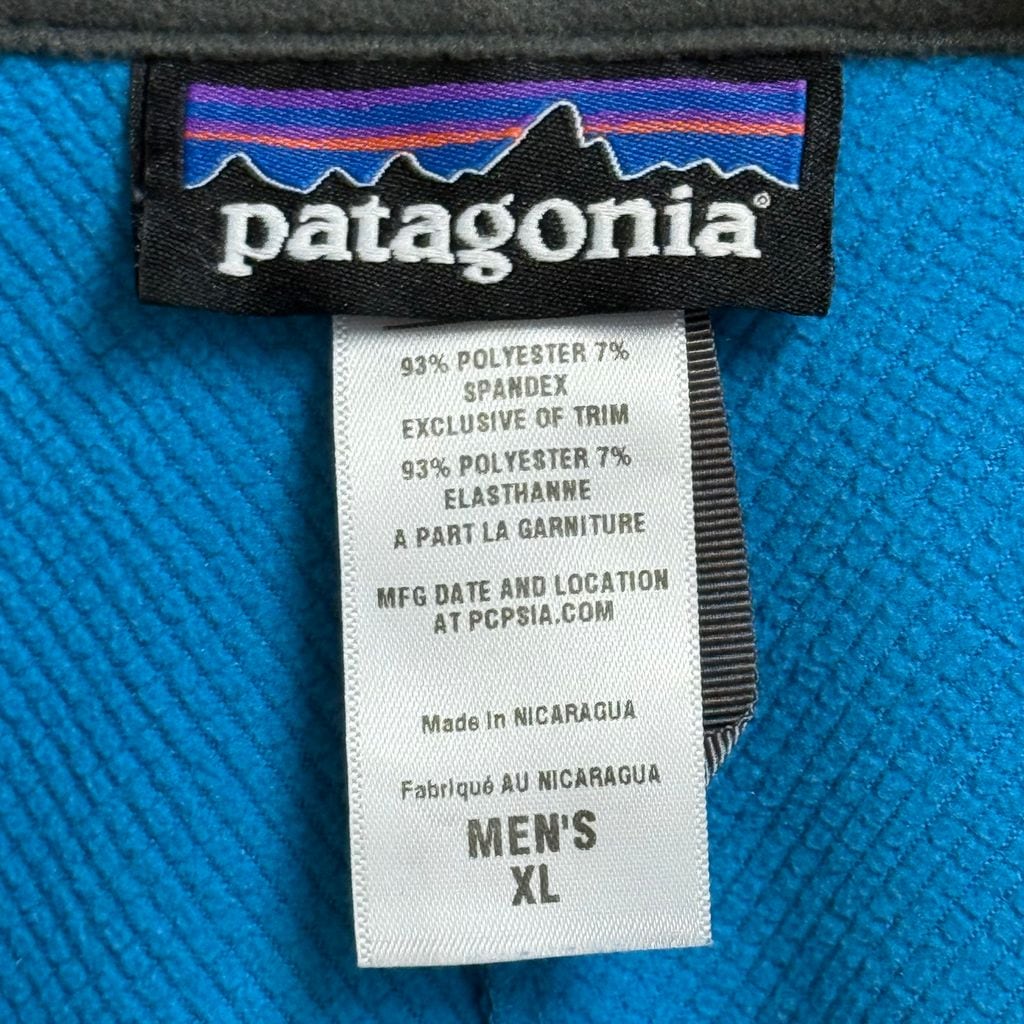 patagonia®
93% POLYESTER 7%
SPANDEX
EXCLUSIVE OF TRIM
93% POLYESTER 7%
ELASTHANNE
A PART LA GARNITURE
MFG DATE AND LOCATION
AT PCPSIA.COM
Made in NICARAGUA
Fabriqué AU NICARAGUA
MEN'S
XL